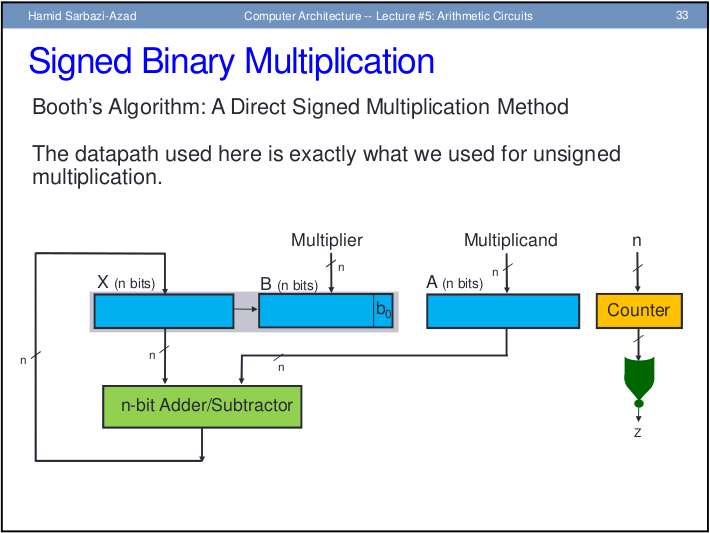 Hamid Sarbazi-Azad
Computer Architecture -- Lecture #5: Arithmetic Circuits
33
Signed Binary Multiplication
Booth's Algorithm: A Direct Signed Multiplication Method
The datapath used here is exactly what we used for unsigned
multiplication.
Multiplier
Multiplicand
n
n
n
X (n bits)
B (n bits)
A (n bits)
b0
Counter
n
n
n
n-bit Adder/Subtractor
Z